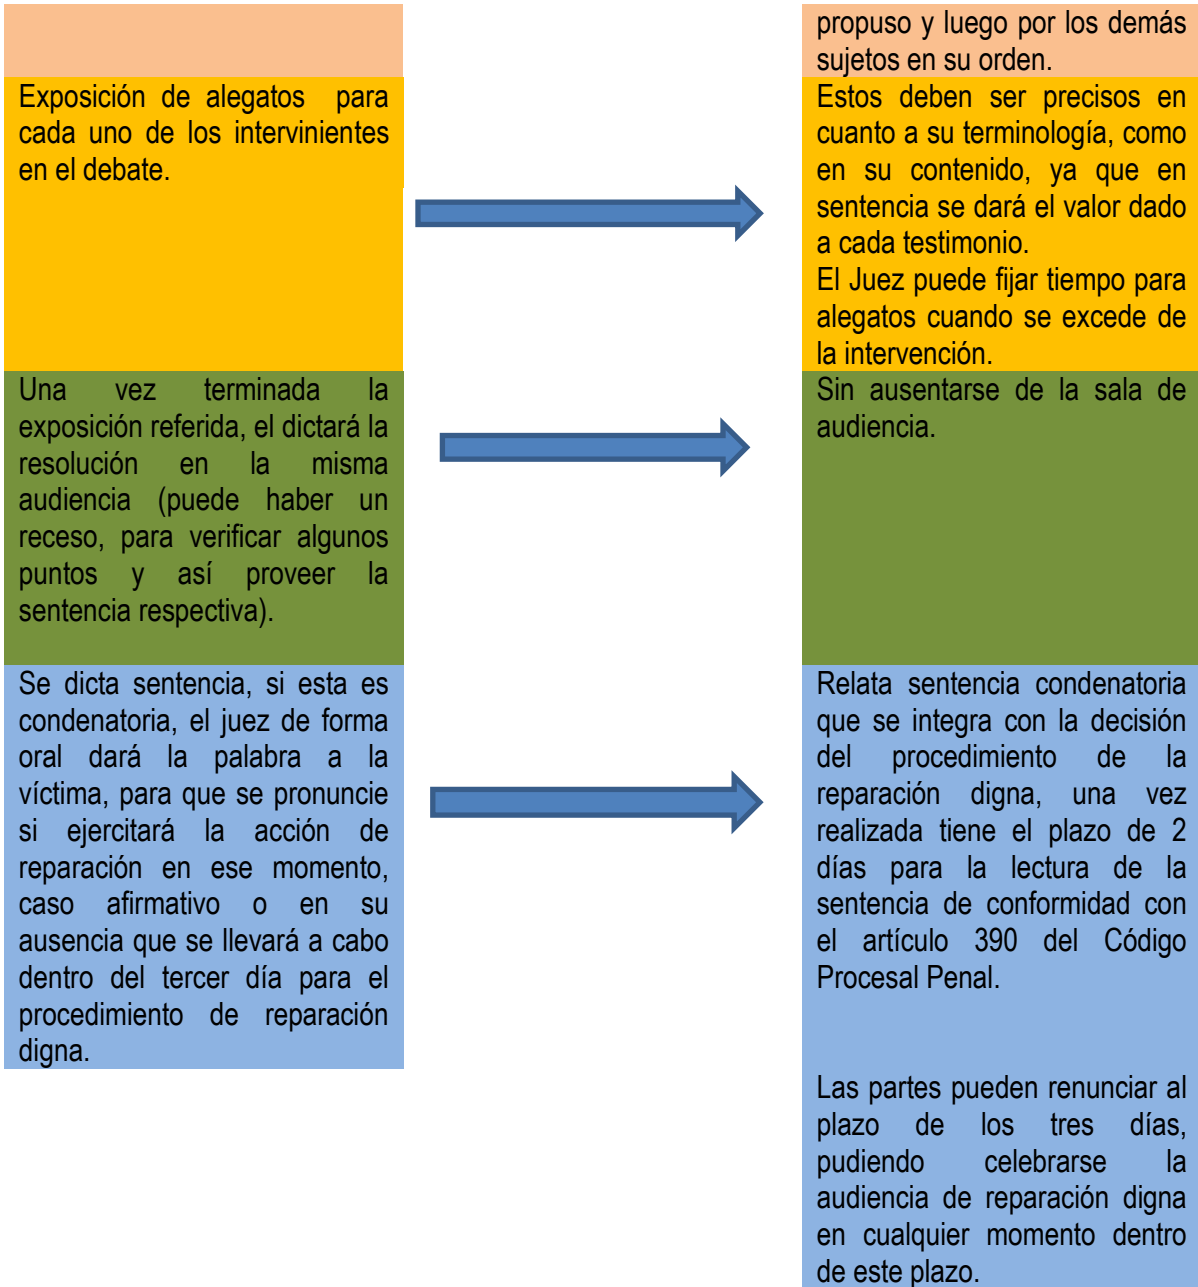 propuso y luego por los demás
sujetos en su orden.
Exposición de alegatos para
cada uno de los intervinientes
en el debate.
Estos deben ser precisos en
cuanto a su terminología, como
en su contenido, ya que en
sentencia se dará el valor dado
a cada testimonio.
El Juez puede fijar tiempo para
alegatos cuando se excede de
la intervención.
Una vez terminada la
exposición referida, el dictará la
resolución en la misma
audiencia (puede haber un
receso, para verificar algunos
puntos y así proveer la
sentencia respectiva).
Sin ausentarse de la sala de
audiencia.
Se dicta sentencia, si esta es
condenatoria, el juez de forma
oral dará la palabra a la
víctima, para que se pronuncie
si ejercitará la acción de
reparación en ese momento,
caso afirmativo o en su
ausencia que se llevará a cabo
dentro del tercer día para el
procedimiento de reparación
digna.
Relata sentencia condenatoria
que se integra con la decisión
del procedimiento de la
reparación digna, una vez
realizada tiene el plazo de 2
días para la lectura de la
sentencia de conformidad con
el artículo 390 del Código
Procesal Penal.
Las partes pueden renunciar al
plazo de los tres días,
pudiendo celebrarse la
audiencia de reparación digna
en cualquier momento dentro
de este plazo.